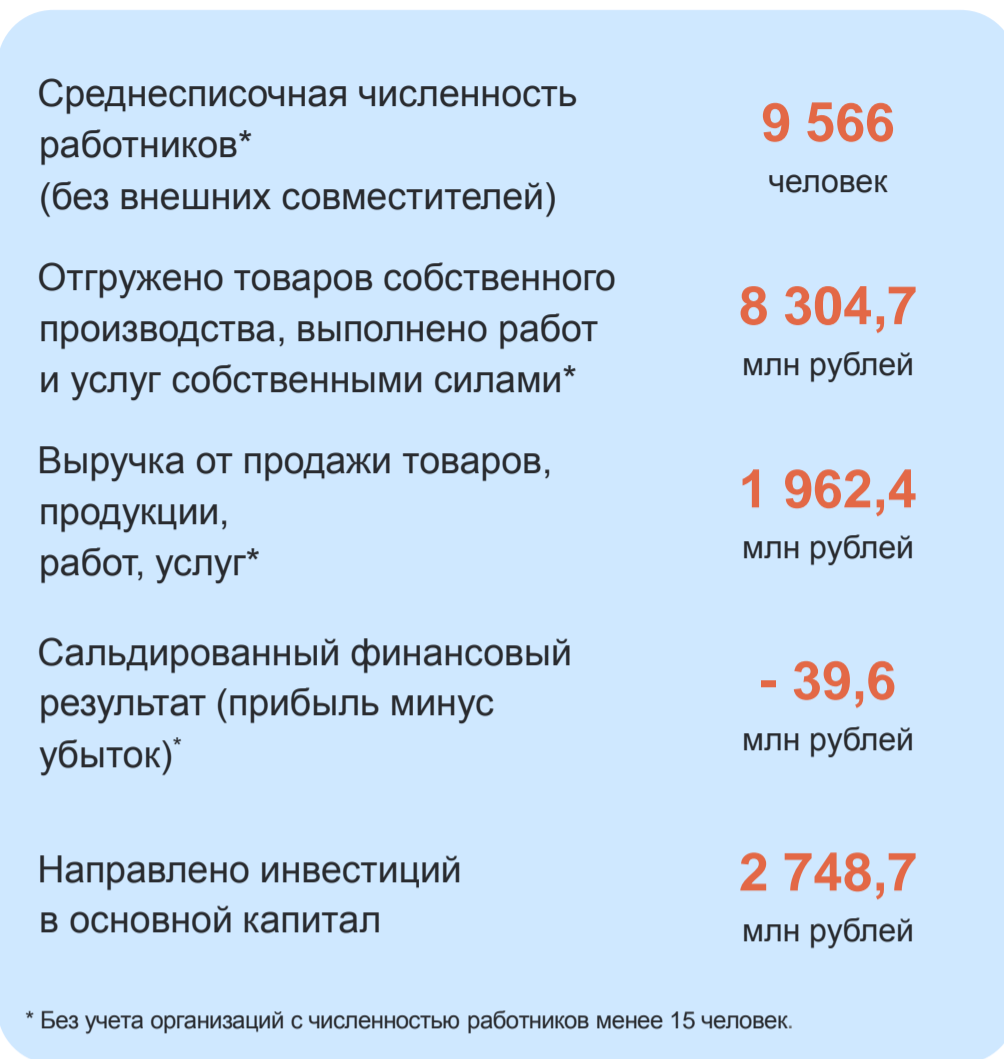 Среднесписочная численность
работников*
(без внешних совместителей)
9 566
человек
Отгружено товаров собственного
производства, выполнено работ
и услуг собственными силами*
8 304,7
млн рублей
Выручка от продажи товаров,
продукции,
работ, услуг*
1 962,4
млн рублей
Сальдированный финансовый
результат (прибыль минус
убыток)*
- 39,6
млн рублей
Направлено инвестиций
в основной капитал
2 748,7
млн рублей
* Без учета организаций с численностью работников менее 15 человек.